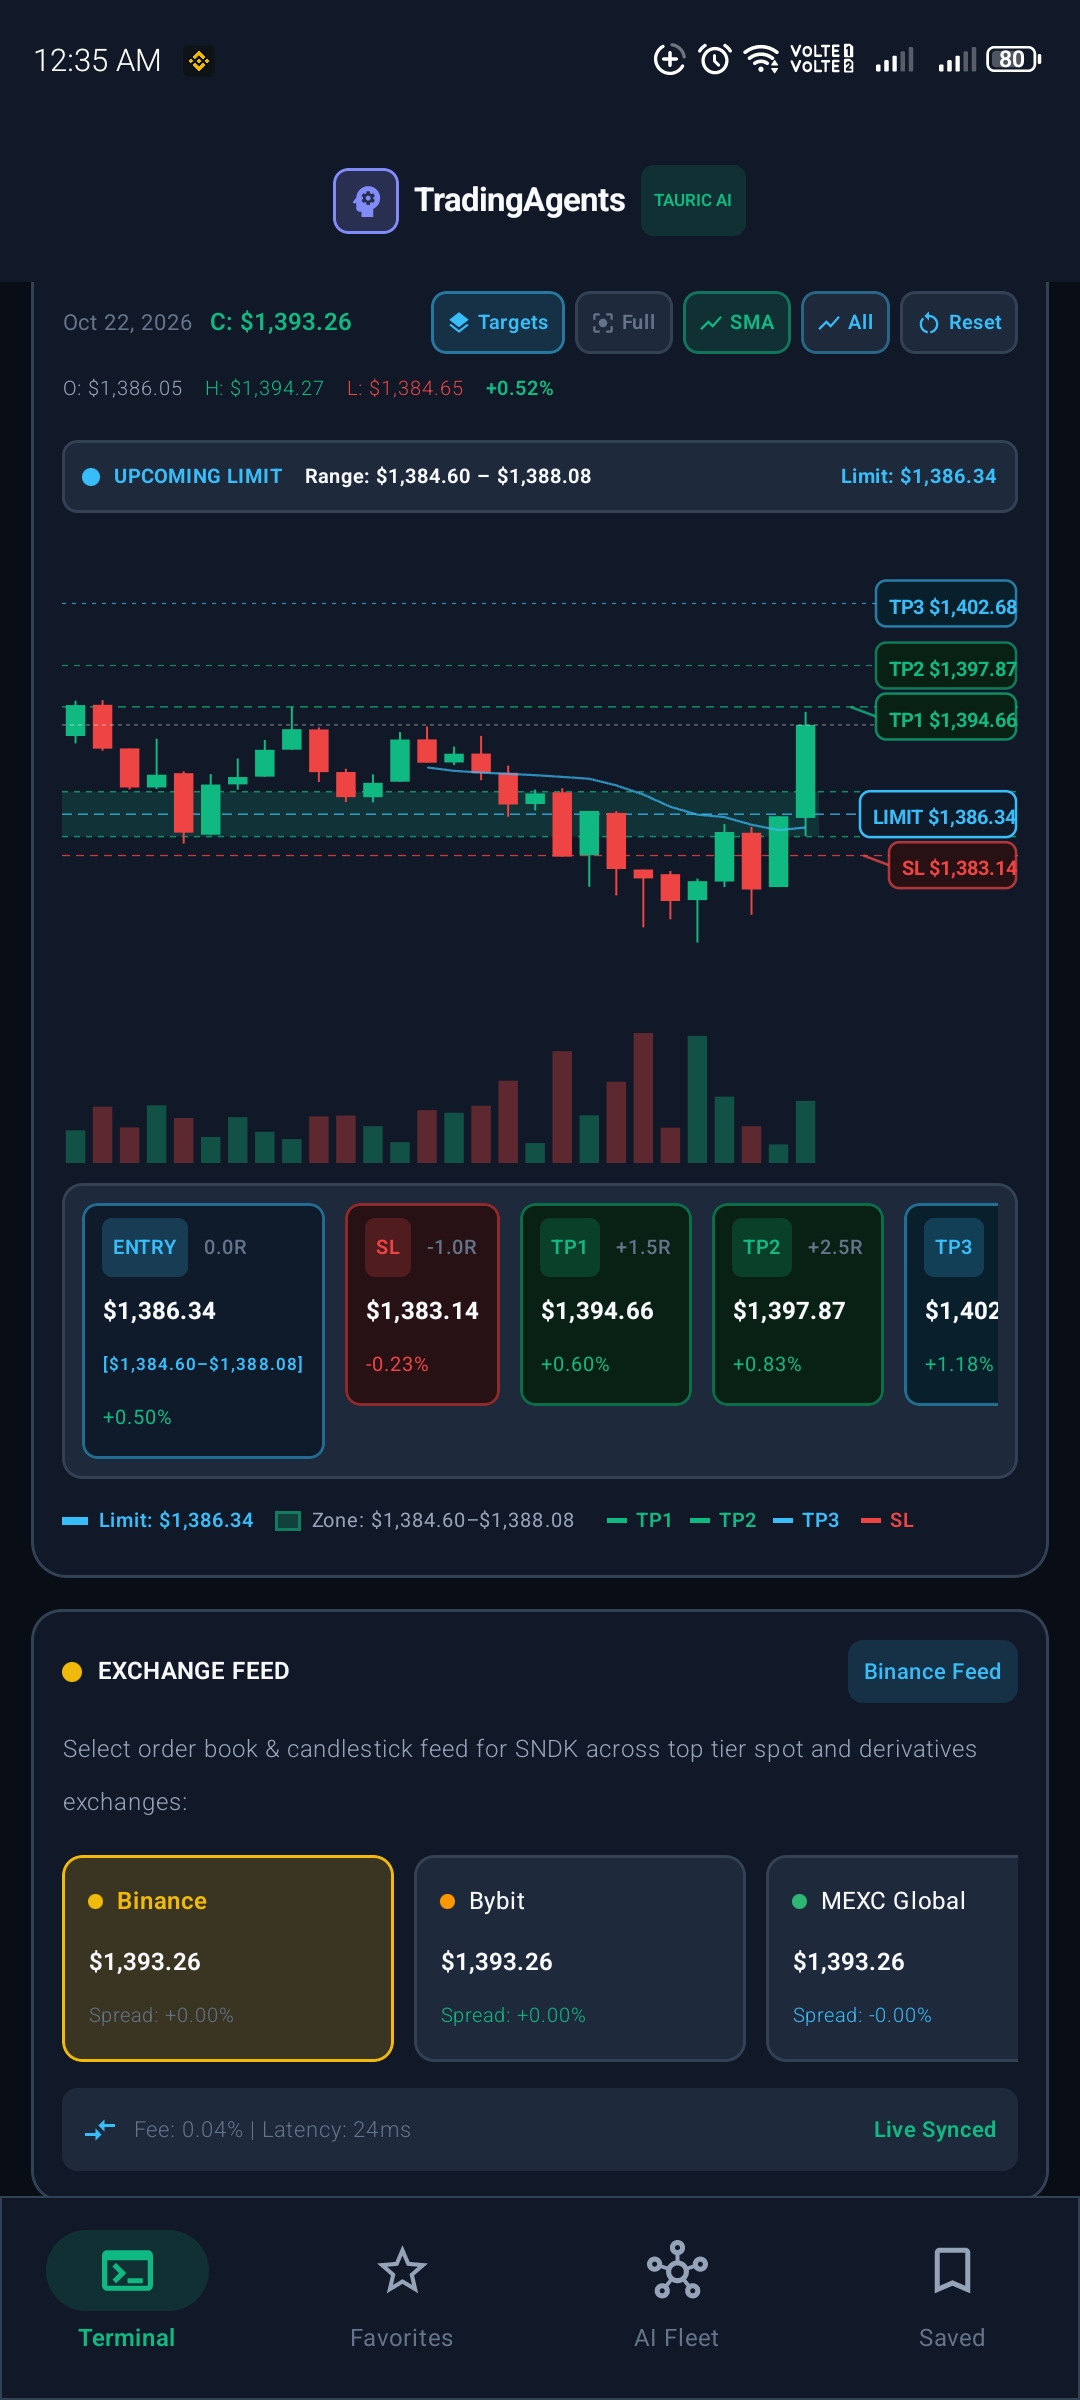 12:35 AM
VoLTE 1
VoLTE 2
80
TradingAgents
TAURIC AI
Oct 22, 2026 C: $1,393.26
Targets
Full
SMA
All
Reset
O: $1,386.05 H: $1,394.27 L: $1,384.65 +0.52%
UPCOMING LIMIT Range: $1,384.60 – $1,388.08 Limit: $1,386.34
TP3 $1,402.68
TP2 $1,397.87
TP1 $1,394.66
LIMIT $1,386.34
SL $1,383.14
ENTRY 0.0R
$1,386.34
[$1,384.60–$1,388.08]
+0.50%
SL -1.0R
$1,383.14
-0.23%
TP1 +1.5R
$1,394.66
+0.60%
TP2 +2.5R
$1,397.87
+0.83%
TP3
$1,402
+1.18%
Limit: $1,386.34 Zone: $1,384.60–$1,388.08 TP1 TP2 TP3 SL
EXCHANGE FEED
Binance Feed
Select order book & candlestick feed for SNDK across top tier spot and derivatives
exchanges:
Binance
$1,393.26
Spread: +0.00%
Bybit
$1,393.26
Spread: +0.00%
MEXC Global
$1,393.26
Spread: -0.00%
Fee: 0.04% | Latency: 24ms
Live Synced
Terminal
Favorites
AI Fleet
Saved